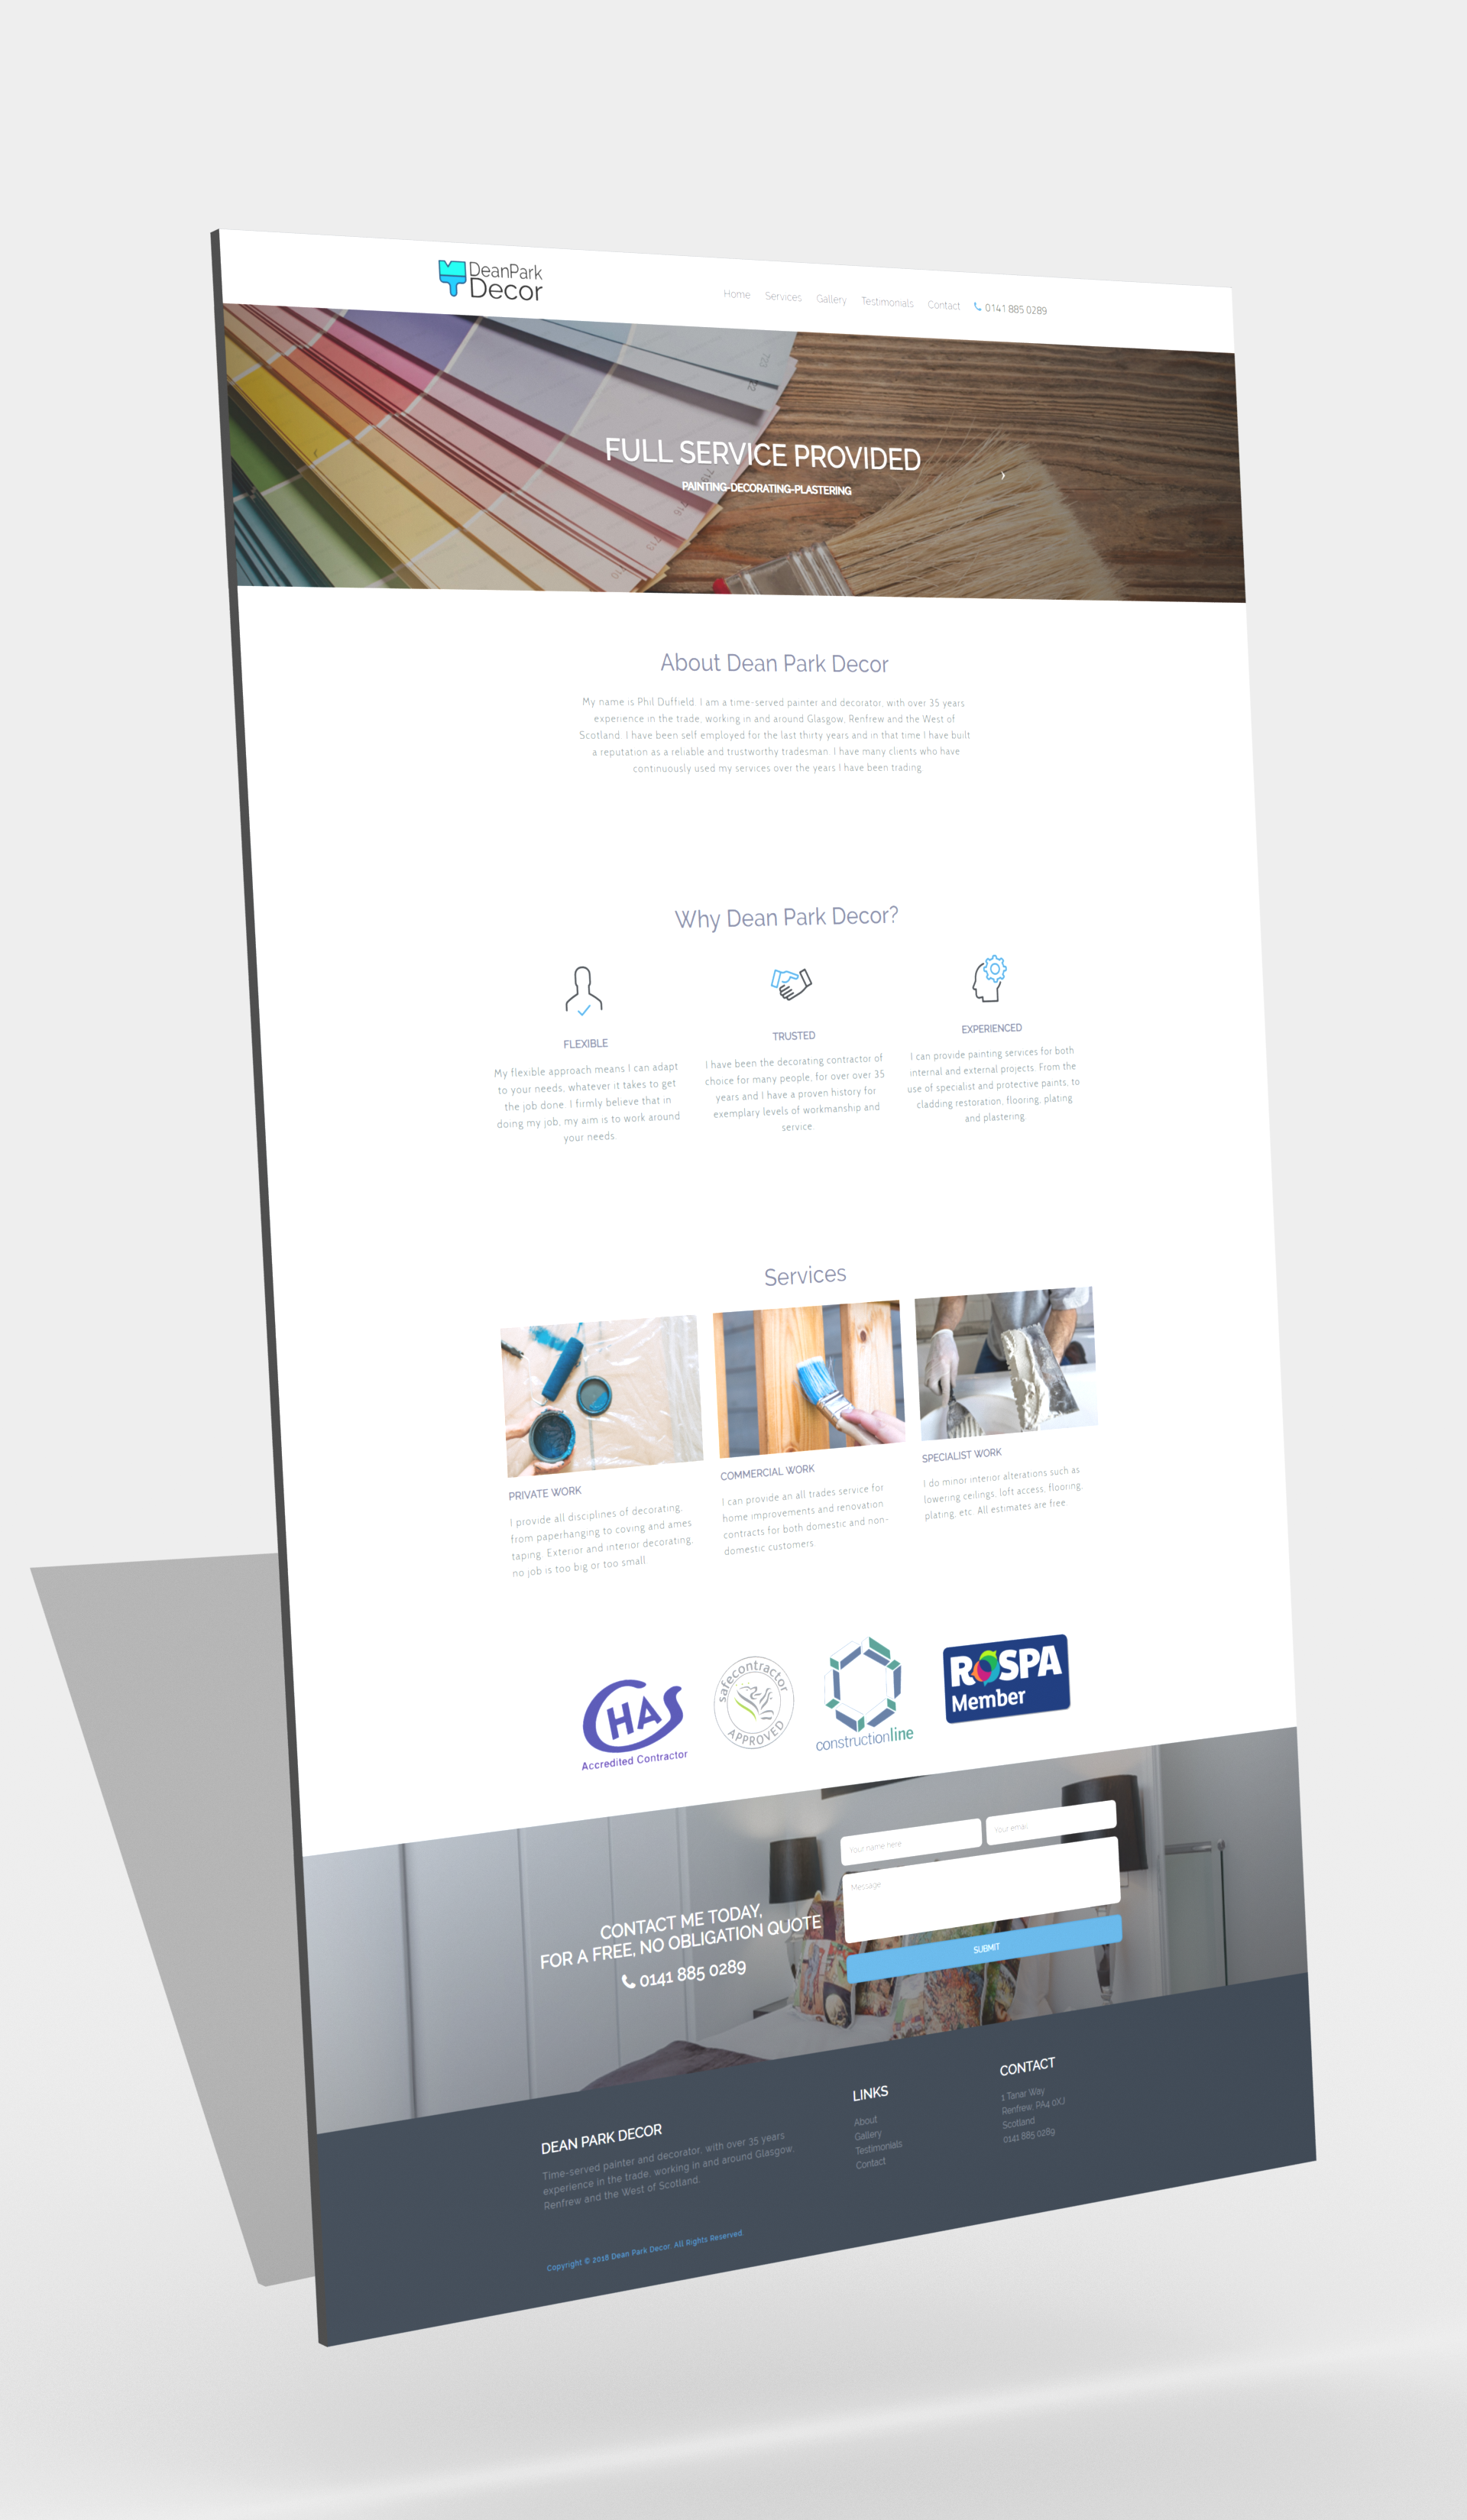 DeanPark
Decor
Home Services Gallery Testimonials Contact 0141 885 0289
723
722
716
713
FULL SERVICE PROVIDED
PAINTING-DECORATING-PLASTERING
About Dean Park Decor
My name is Phil Duffield. I am a time-served painter and decorator, with over 35 years
experience in the trade, working in and around Glasgow, Renfrew and the West of
Scotland. I have been self employed for the last thirty years and in that time I have built
a reputation as a reliable and trustworthy tradesman. I have many clients who have
continuously used my services over the years I have been trading.
Why Dean Park Decor?
FLEXIBLE
My flexible approach means I can adapt
to your needs, whatever it takes to get
the job done. I firmly believe that in
doing my job, my aim is to work around
your needs.
TRUSTED
I have been the decorating contractor of
choice for many people, for over over 35
years and I have a proven history for
exemplary levels of workmanship and
service.
EXPERIENCED
I can provide painting services for both
internal and external projects. From the
use of specialist and protective paints, to
cladding restoration, flooring, plating
and plastering.
Services
PRIVATE WORK
I provide all disciplines of decorating,
from paperhanging to coving and ames
taping. Exterior and interior decorating,
no job is too big or too small.
COMMERCIAL WORK
I can provide an all trades service for
home improvements and renovation
contracts for both domestic and non-
domestic customers.
SPECIALIST WORK
I do minor interior alterations such as
lowering ceilings, loft access, flooring,
plating, etc. All estimates are free.
CHAS
Accredited Contractor
safecontractor
APPROVED
constructionline
RoSPA
Member
CONTACT ME TODAY,
FOR A FREE, NO OBLIGATION QUOTE
0141 885 0289
Your name here
Your email
Message
SUBMIT
DEAN PARK DECOR
Time-served painter and decorator, with over 35 years
experience in the trade, working in and around Glasgow,
Renfrew and the West of Scotland.
LINKS
About
Gallery
Testimonials
Contact
CONTACT
1 Tanar Way
Renfrew, PA4 0XJ
Scotland
0141 885 0289
Copyright © 2018 Dean Park Decor. All Rights Reserved.